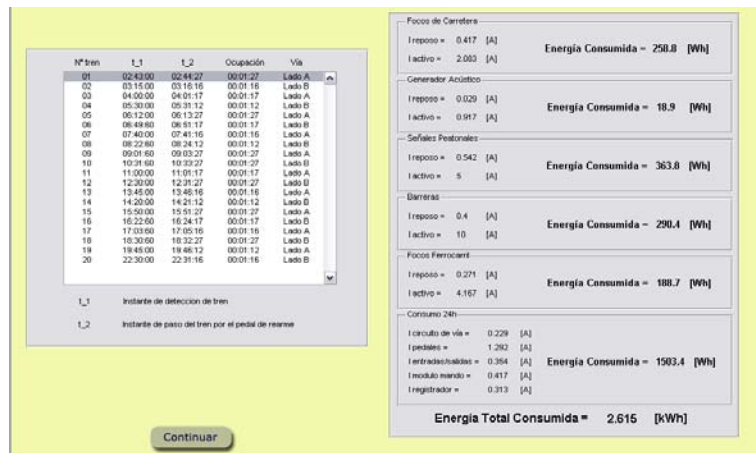 Nº tren t_1 t_2 Ocupación Vía
01 02:43:00 02:44:27 00:01:27 Lado A
02 03:15:00 03:16:16 00:01:16 Lado B
03 04:00:00 04:01:17 00:01:17 Lado A
04 05:30:00 05:31:12 00:01:12 Lado B
05 06:12:00 06:13:27 00:01:27 Lado A
06 06:49:60 06:51:17 00:01:17 Lado B
07 07:40:00 07:41:16 00:01:16 Lado A
08 08:22:60 08:24:12 00:01:12 Lado B
09 09:01:60 09:03:27 00:01:27 Lado A
10 10:31:60 10:33:27 00:01:27 Lado B
11 11:00:00 11:01:17 00:01:17 Lado A
12 12:30:00 12:31:27 00:01:27 Lado B
13 13:45:00 13:46:16 00:01:16 Lado A
14 14:20:00 14:21:12 00:01:12 Lado B
15 15:50:00 15:51:27 00:01:27 Lado A
16 16:22:60 16:24:17 00:01:17 Lado B
17 17:03:60 17:05:16 00:01:16 Lado A
18 18:30:60 18:32:27 00:01:27 Lado B
19 19:45:00 19:46:12 00:01:12 Lado A
20 22:30:00 22:31:16 00:01:16 Lado B
t_1 Instante de deteccion de tren
t_2 Instante de paso del tren por el pedal de rearme
Continuar
Focos de Carretera
I reposo = 0.417 [A]
I activo = 2.083 [A]
Energía Consumida = 258.8 [Wh]
Generador Acústico
I reposo = 0.029 [A]
I activo = 0.917 [A]
Energía Consumida = 18.9 [Wh]
Señales Peatonales
I reposo = 0.542 [A]
I activo = 5 [A]
Energía Consumida = 363.8 [Wh]
Barreras
I reposo = 0.4 [A]
I activo = 10 [A]
Energía Consumida = 290.4 [Wh]
Focos Ferrocarril
I reposo = 0.271 [A]
I activo = 4.167 [A]
Energía Consumida = 188.7 [Wh]
Consumo 24h
I circuito de vía = 0.229 [A]
I pedales = 1.292 [A]
I entradas/salidas = 0.354 [A]
I modulo mando = 0.417 [A]
I registrador = 0.313 [A]
Energía Consumida = 1503.4 [Wh]
Energía Total Consumida = 2.615 [kWh]